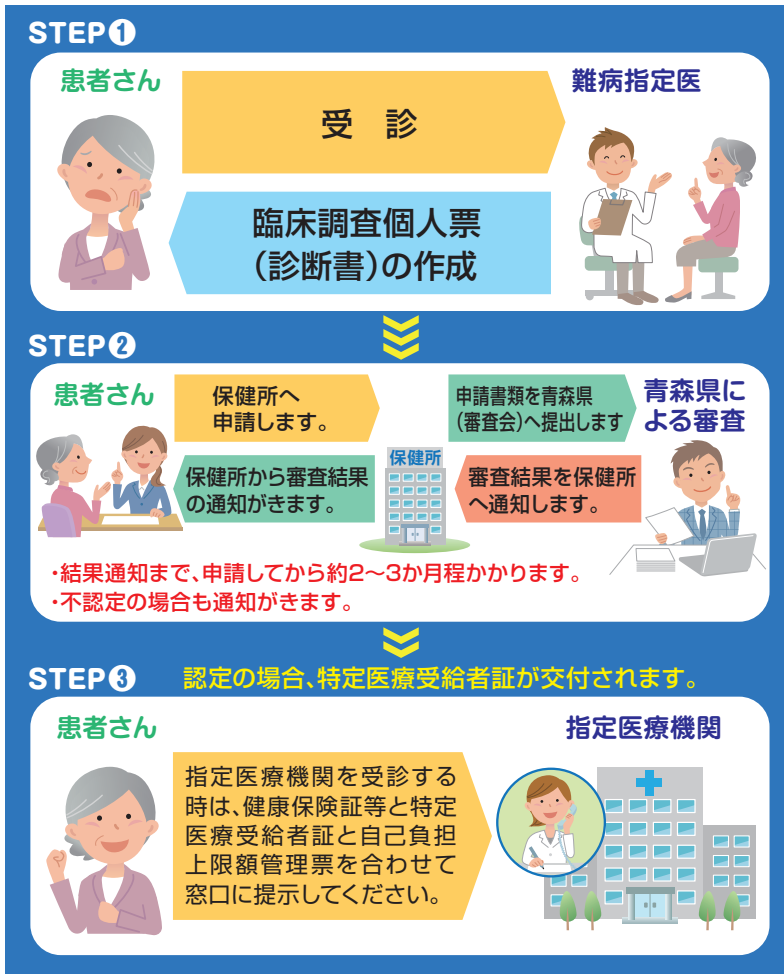 STEP❶
患者さん
難病指定医
受 診
臨床調査個人票
(診断書)の作成
STEP❷
患者さん
保健所へ
申請します。
申請書類を青森県
(審査会)へ提出します
青森県に
よる審査
保健所
保健所から審査結果
の通知がきます。
審査結果を保健所
へ通知します。
・結果通知まで、申請してから約2〜3か月程かかります。
・不認定の場合も通知がきます。
STEP❸
認定の場合、特定医療受給者証が交付されます。
患者さん
指定医療機関
指定医療機関を受診する
時は、健康保険証等と特定
医療受給者証と自己負担
上限額管理票を合わせて
窓口に提示してください。